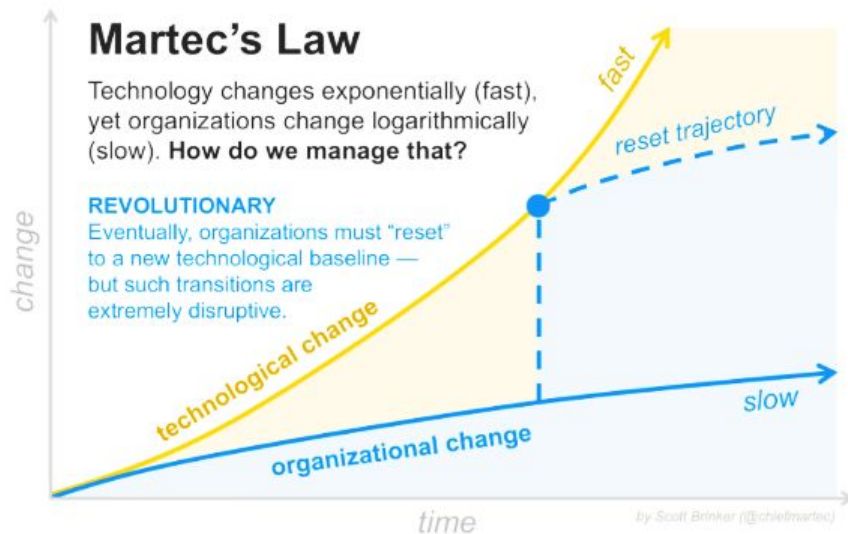 Martec's Law
Technology changes exponentially (fast),
yet organizations change logarithmically
(slow). How do we manage that?
REVOLUTIONARY
Eventually, organizations must “reset”
to a new technological baseline —
but such transitions are
extremely disruptive.
fast
reset trajectory
technological change
organizational change
slow
change
time
by Scott Brinker (@chiefmartec)